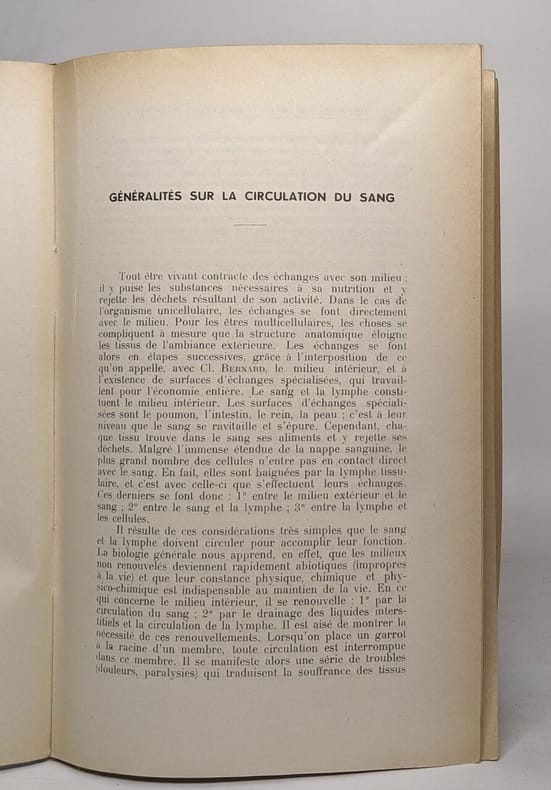 GÉNÉRALITÉS SUR LA CIRCULATION DU SANG
Tout être vivant contracte des échanges avec son milieu ;
il y puise les substances nécessaires à sa nutrition et y
rejette les déchets résultant de son activité. Dans le cas de
l'organisme unicellulaire, les échanges se font directement
avec le milieu. Pour les êtres multicellulaires, les choses se
compliquent à mesure que la structure anatomique éloigne
les tissus de l'ambiance extérieure. Les échanges se font
alors en étapes successives, grâce à l'interposition de ce
qu'on appelle, avec Cl. BERNARD, le milieu intérieur, et à
l'existence de surfaces d'échanges spécialisées, qui travail-
lent pour l'économie entière. Le sang et la lymphe consti-
tuent le milieu intérieur. Les surfaces d'échanges spéciali-
sées sont le poumon, l'intestin, le rein, la peau ; c'est à leur
niveau que le sang se ravitaille et s'épure. Cependant, cha-
que tissu trouve dans le sang ses aliments et y rejette ses
déchets. Malgré l'immense étendue de la nappe sanguine, le
plus grand nombre des cellules n'entre pas en contact direct
avec le sang. En fait, elles sont baignées par la lymphe tissu-
laire, et c'est avec celle-ci que s'effectuent leurs échanges.
Ces derniers se font donc : 1° entre le milieu extérieur et le
sang ; 2° entre le sang et la lymphe ; 3° entre la lymphe et
les cellules.
Il résulte de ces considérations très simples que le sang
et la lymphe doivent circuler pour accomplir leur fonction.
La biologie générale nous apprend, en effet, que les milieux
non renouvelés deviennent rapidement abiotiques (impropres
à la vie) et que leur constance physique, chimique et phy-
sico-chimique est indispensable au maintien de la vie. En ce
qui concerne le milieu intérieur, il se renouvelle : 1° par la
circulation du sang ; 2° par le drainage des liquides inters-
titiels et la circulation de la lymphe. Il est aisé de montrer la
nécessité de ces renouvellements. Lorsqu'on place un garrot
à la racine d'un membre, toute circulation est interrompue
dans ce membre. Il se manifeste alors une série de troubles
(douleurs, paralysies) qui traduisent la souffrance des tissus